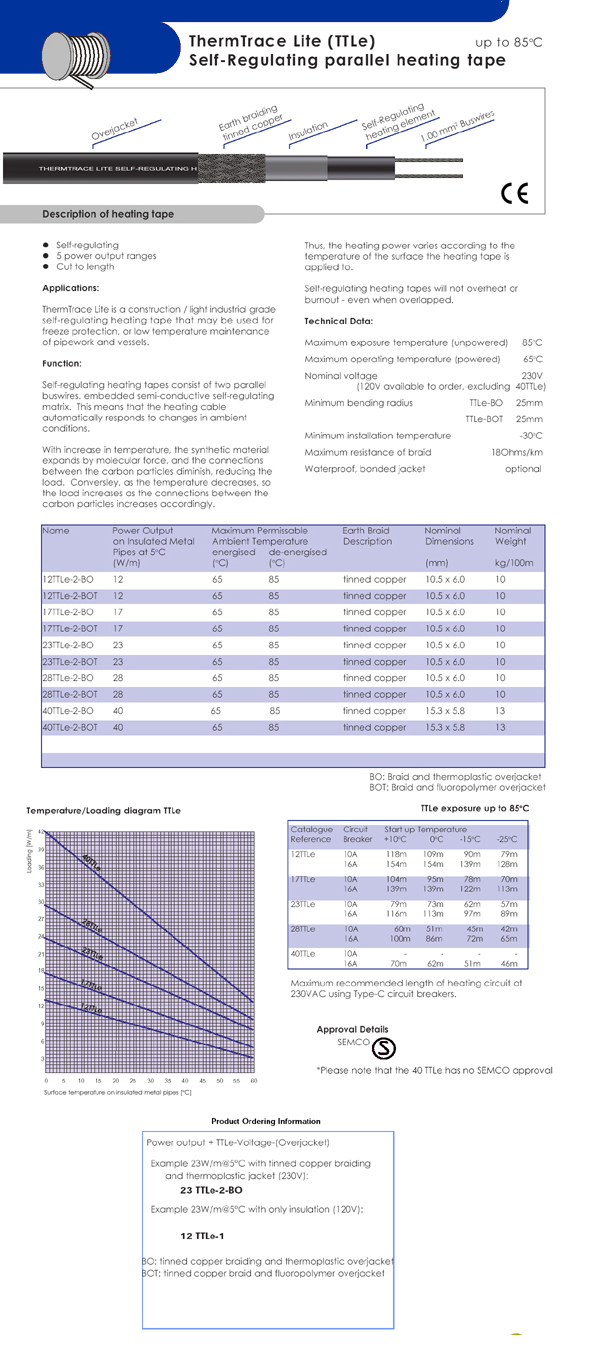 ThermTrace Lite (TTLe) up to 85°C
Self-Regulating parallel heating tape
Overjacket
Earth braiding
tinned copper
Insulation
Self-Regulating
heating element
1.00 mm² Buswires
THERMTRACE LITE SELF-REGULATING H
CE
Description of heating tape
● Self-regulating
● 5 power output ranges
● Cut to length
Applications:
ThermTrace Lite is a construction / light industrial grade
self-regulating heating tape that may be used for
freeze protection, or low temperature maintenance
of pipework and vessels.
Function:
Self-regulating heating tapes consist of two parallel
buswires, embedded semi-conductive self-regulating
matrix. This means that the heating cable
automatically responds to changes in ambient
conditions.
With increase in temperature, the synthetic material
expands by molecular force, and the connections
between the carbon particles diminish, reducing the
load. Conversley, as the temperature decreases, so
the load increases as the connections between the
carbon particles increases accordingly.
Thus, the heating power varies according to the
temperature of the surface the heating tape is
applied to.
Self-regulating heating tapes will not overheat or
burnout - even when overlapped.
Technical Data:
Maximum exposure temperature (unpowered) 85°C
Maximum operating temperature (powered) 65°C
Nominal voltage 230V
(120V available to order, excluding 40TTLe)
Minimum bending radius TTLe-BO 25mm
TTLe-BOT 25mm
Minimum installation temperature -30°C
Maximum resistance of braid 18Ohms/km
Waterproof, bonded jacket optional
Name Power Output Maximum Permissable Earth Braid Nominal Nominal
on Insulated Metal Ambient Temperature Description Dimensions Weight
Pipes at 5°C energised de-energised
(W/m) (°C) (°C) (mm) kg/100m
12TTLe-2-BO 12 65 85 tinned copper 10.5 x 6.0 10
12TTLe-2-BOT 12 65 85 tinned copper 10.5 x 6.0 10
17TTLe-2-BO 17 65 85 tinned copper 10.5 x 6.0 10
17TTLe-2-BOT 17 65 85 tinned copper 10.5 x 6.0 10
23TTLe-2-BO 23 65 85 tinned copper 10.5 x 6.0 10
23TTLe-2-BOT 23 65 85 tinned copper 10.5 x 6.0 10
28TTLe-2-BO 28 65 85 tinned copper 10.5 x 6.0 10
28TTLe-2-BOT 28 65 85 tinned copper 10.5 x 6.0 10
40TTLe-2-BO 40 65 85 tinned copper 15.3 x 5.8 13
40TTLe-2-BOT 40 65 85 tinned copper 15.3 x 5.8 13
BO: Braid and thermoplastic overjacket
BOT: Braid and fluoropolymer overjacket
Temperature/Loading diagram TTLe
Loading [W/m]
42
39
36
33
30
27
24
21
18
15
12
9
6
3
40TTLe
28TTLe
23TTLe
17TTLe
12TTLe
0 5 10 15 20 25 30 35 40 45 50 55 60
Surface temperature on insulated metal pipes [°C]
TTLe exposure up to 85°C
Catalogue Circuit Start up Temperature
Reference Breaker +10°C 0°C -15°C -25°C
12TTLe 10A 118m 109m 90m 79m
16A 154m 154m 139m 128m
17TTLe 10A 104m 95m 78m 70m
16A 139m 139m 122m 113m
23TTLe 10A 79m 73m 62m 57m
16A 116m 113m 97m 89m
28TTLe 10A 60m 51m 45m 42m
16A 100m 86m 72m 65m
40TTLe 10A - - - -
16A 70m 62m 51m 46m
Maximum recommended length of heating circuit at
230VAC using Type-C circuit breakers.
Approval Details
SEMCO S
*Please note that the 40 TTLe has no SEMCO approval
Product Ordering Information
Power output + TTLe-Voltage-(Overjacket)
Example 23W/m@5°C with tinned copper braiding
and thermoplastic jacket (230V):
23 TTLe-2-BO
Example 23W/m@5°C with only insulation (120V):
12 TTLe-1
BO: tinned copper braiding and thermoplastic overjacket
BOT: tinned copper braid and fluoropolymer overjacket